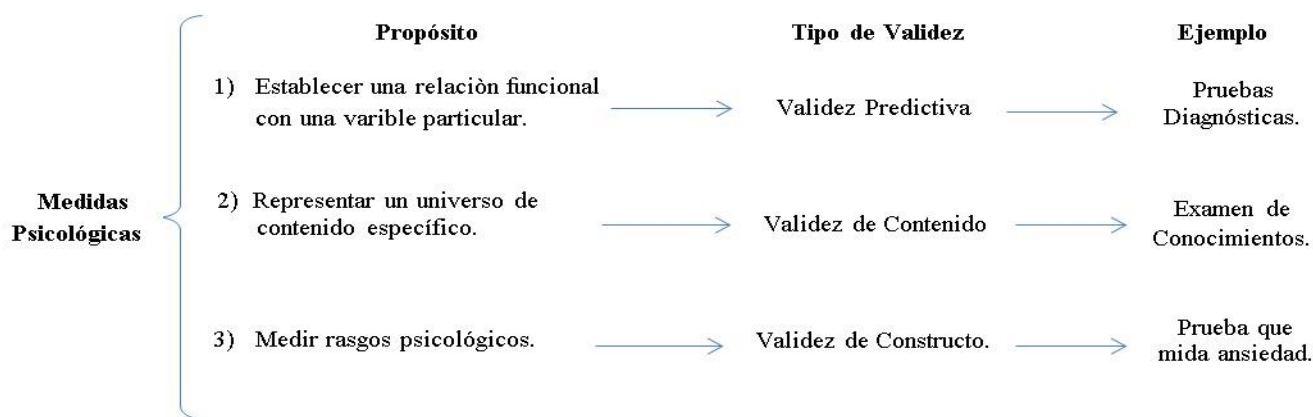 Propósito
Tipo de Validez
Ejemplo
1) Establecer una relaciòn funcional
con una varible particular.
Validez Predictiva
Pruebas
Diagnósticas.
Medidas
Psicológicas
2) Representar un universo de
contenido específico.
Validez de Contenido
Examen de
Conocimientos.
3) Medir rasgos psicológicos.
Validez de Constructo.
Prueba que
mida ansiedad.